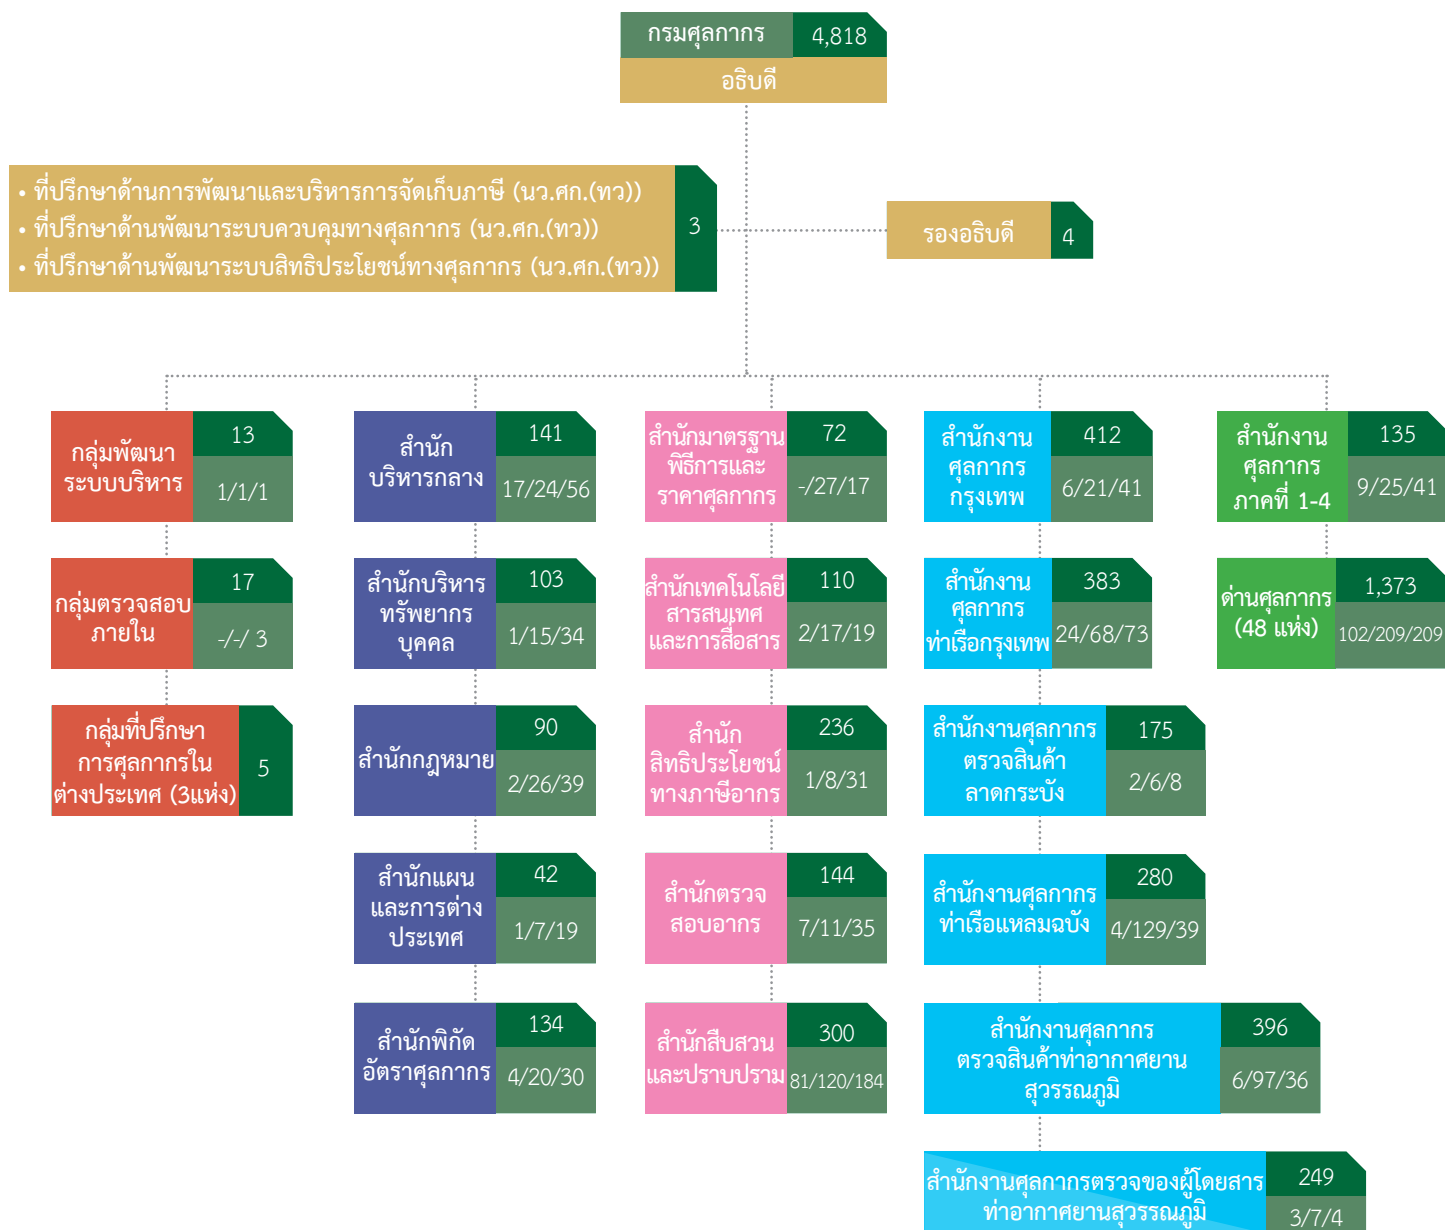 กรมศุลกากร 4,818
อธิบดี
• ที่ปรึกษาด้านการพัฒนาและบริหารการจัดเก็บภาษี (นว.ศก.(ทว))
• ที่ปรึกษาด้านพัฒนาระบบควบคุมทางศุลกากร (นว.ศก.(ทว))
• ที่ปรึกษาด้านพัฒนาระบบสิทธิประโยชน์ทางศุลกากร (นว.ศก.(ทว))
3
รองอธิบดี 4
กลุ่มพัฒนา
ระบบบริหาร
13
1/1/1
กลุ่มตรวจสอบ
ภายใน
17
-/-/ 3
กลุ่มที่ปรึกษา
การศุลกากรใน
ต่างประเทศ (3แห่ง)
5
สำนัก
บริหารกลาง
141
17/24/56
สำนักบริหาร
ทรัพยากร
บุคคล
103
1/15/34
สำนักกฎหมาย
90
2/26/39
สำนักแผน
และการต่าง
ประเทศ
42
1/7/19
สำนักพิกัด
อัตราศุลกากร
134
4/20/30
สำนักมาตรฐาน
พิธีการและ
ราคาศุลกากร
72
-/27/17
สำนักเทคโนโลยี
สารสนเทศ
และการสื่อสาร
110
2/17/19
สำนัก
สิทธิประโยชน์
ทางภาษีอากร
236
1/8/31
สำนักตรวจ
สอบอากร
144
7/11/35
สำนักสืบสวน
และปราบปราม
300
81/120/184
สำนักงาน
ศุลกากร
กรุงเทพ
412
6/21/41
สำนักงาน
ศุลกากร
ท่าเรือกรุงเทพ
383
24/68/73
สำนักงานศุลกากร
ตรวจสินค้า
ลาดกระบัง
175
2/6/8
สำนักงานศุลกากร
ท่าเรือแหลมฉบัง
280
4/129/39
สำนักงานศุลกากร
ตรวจสินค้าท่าอากาศยาน
สุวรรณภูมิ
396
6/97/36
สำนักงานศุลกากรตรวจของผู้โดยสาร
ท่าอากาศยานสุวรรณภูมิ
249
3/7/4
สำนักงาน
ศุลกากร
ภาคที่ 1-4
135
9/25/41
ด่านศุลกากร
(48 แห่ง)
1,373
102/209/209